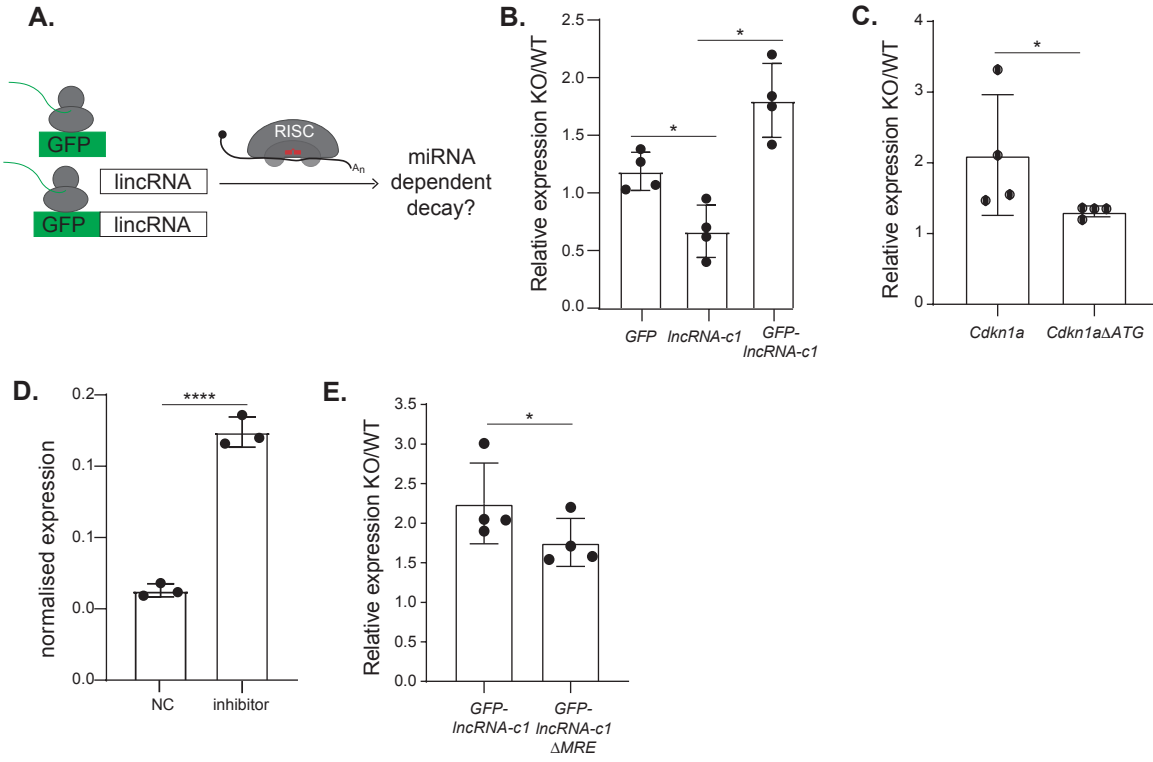 A.
GFP
lincRNA
GFP
lincRNA
RISC
An
miRNA
dependent
decay?
B.
Relative expression KO/WT
2.5
2.0
1.5
1.0
0.5
0.0
*
*
GFP
lncRNA-c1
GFP-
lncRNA-c1
C.
Relative expression KO/WT
4
3
2
1
0
*
Cdkn1a
Cdkn1aΔATG
D.
normalised expression
0.2
0.1
0.1
0.0
0.0
****
NC
inhibitor
E.
Relative expression KO/WT
3.5
3.0
2.5
2.0
1.5
1.0
0.5
0.0
*
GFP-
lncRNA-c1
GFP-
lncRNA-c1
ΔMRE